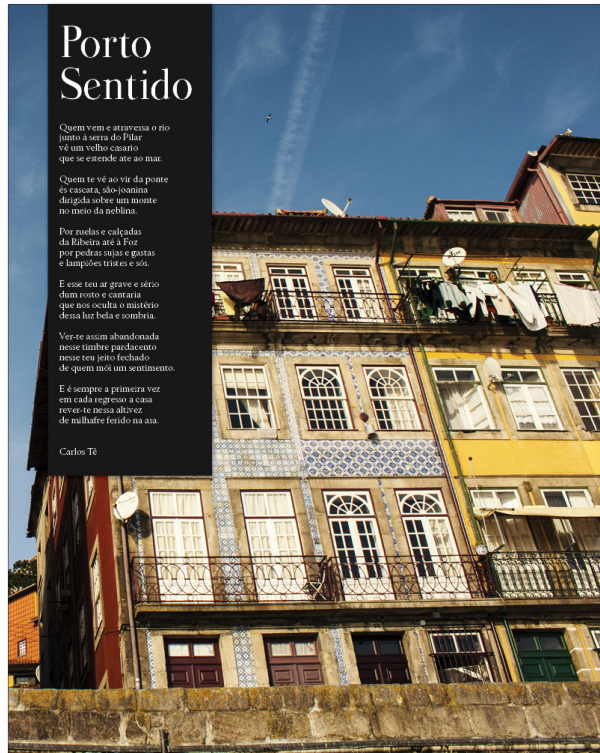 Porto
Sentido
Quem vem e atravessa o rio
junto à serra do Pilar
vê um velho casario
que se estende ate ao mar.
Quem te vê ao vir da ponte
és cascata, são-joanina
dirigida sobre um monte
no meio da neblina.
Por ruelas e calçadas
da Ribeira até à Foz
por pedras sujas e gastas
e lampiões tristes e sós.
E esse teu ar grave e sério
dum rosto e cantaria
que nos oculta o mistério
dessa luz bela e sombria.
Ver-te assim abandonada
nesse timbre pardacento
nesse teu jeito fechado
de quem mói um sentimento.
E é sempre a primeira vez
em cada regresso a casa
rever-te nessa altivez
de milhafre ferido na asa.
Carlos Tê